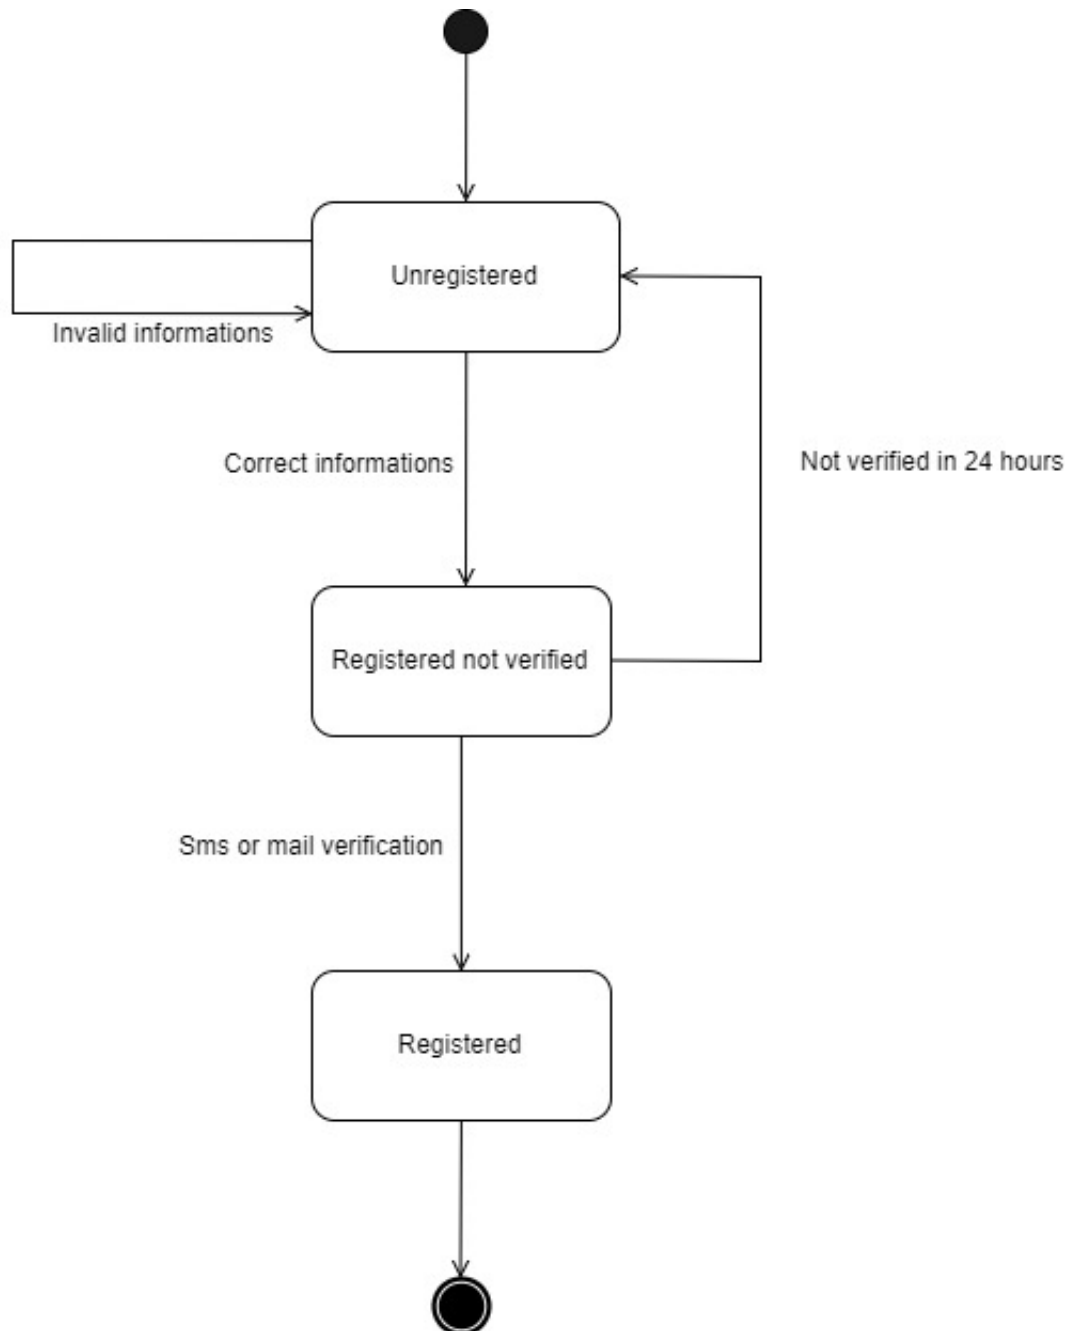 Unregistered
Invalid informations
Correct informations
Not verified in 24 hours
Registered not verified
Sms or mail verification
Registered